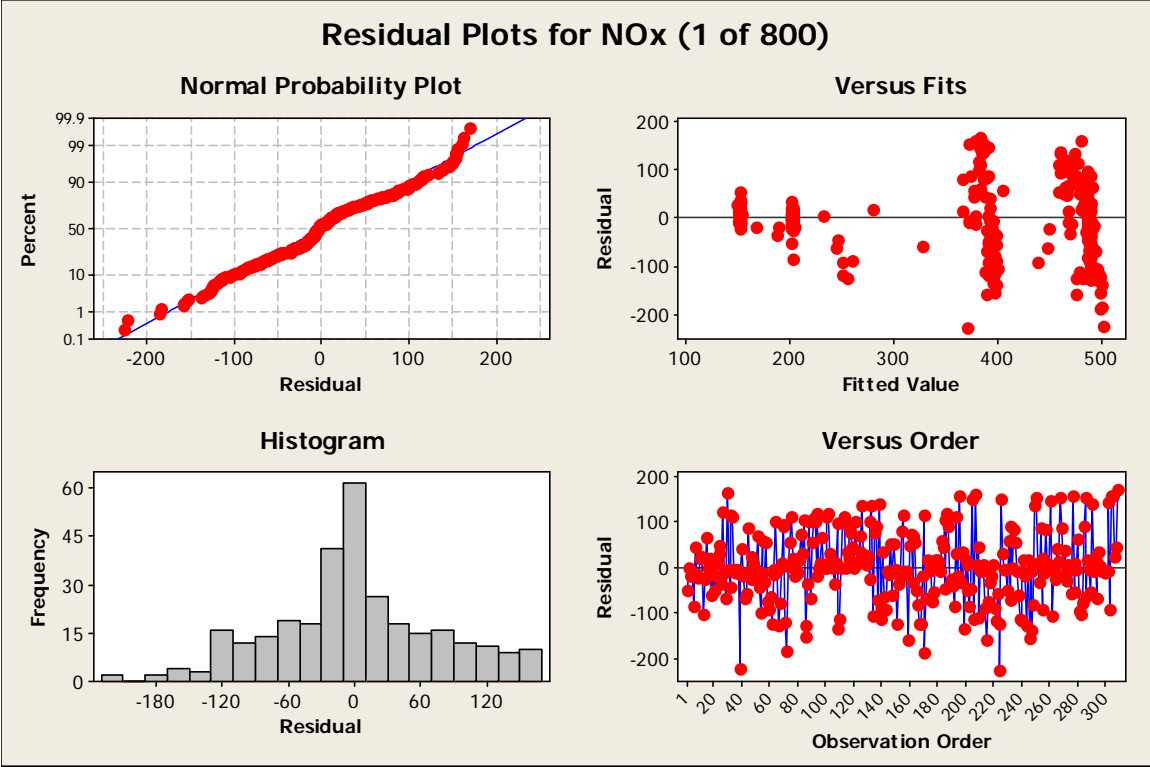 Residual Plots for NOx (1 of 800)
Normal Probability Plot
99.9
99
90
50
10
1
0.1
Percent
-200 -100 0 100 200
Residual
Versus Fits
200
100
0
-100
-200
Residual
100 200 300 400 500
Fitted Value
Histogram
60
45
30
15
0
Frequency
-180 -120 -60 0 60 120
Residual
Versus Order
200
100
0
-100
-200
Residual
1 20 40 60 80 100 120 140 160 180 200 220 240 260 280 300
Observation Order